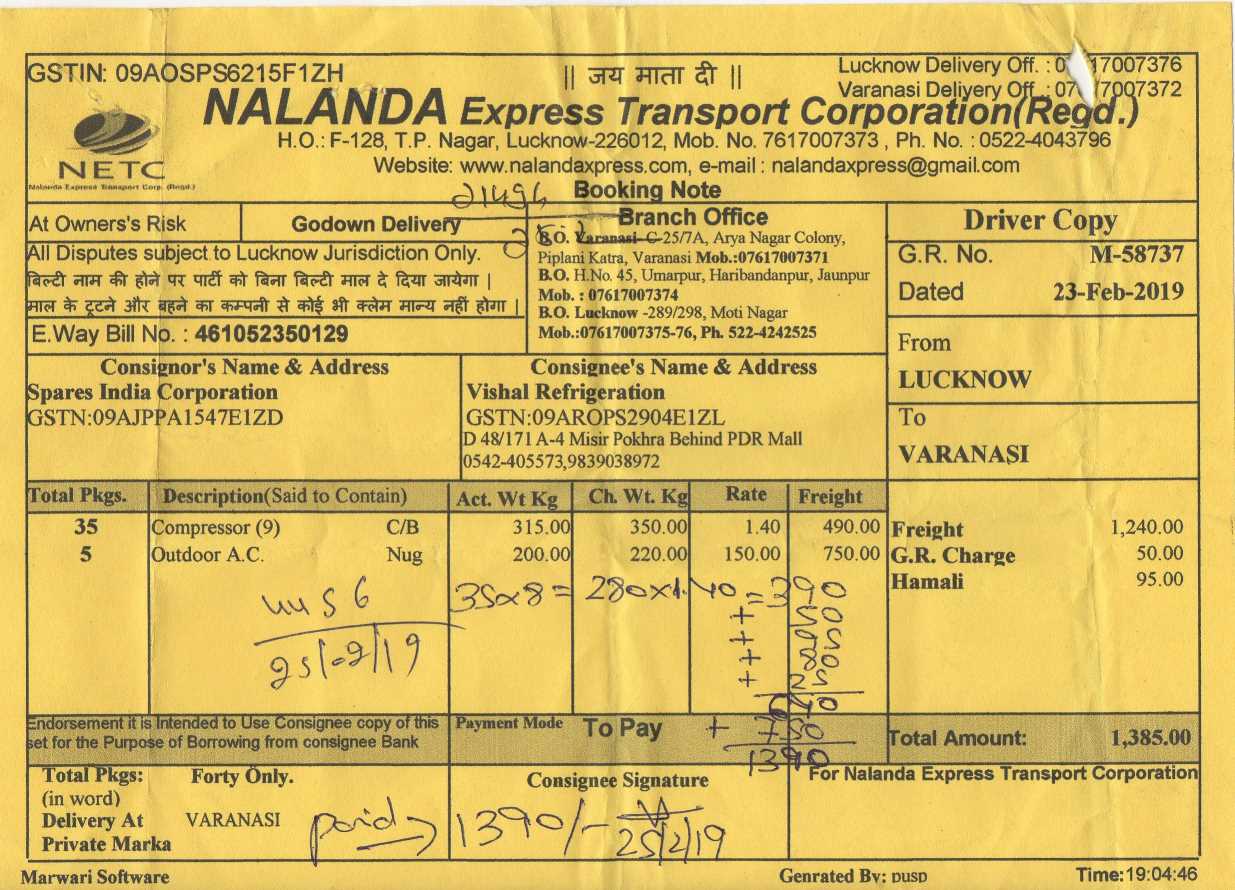 GSTIN: 09AOSPS6215F1ZH
|| जय माता दी ||
Lucknow Delivery Off. : 0 17007376
Varanasi Delivery Off. : 07 7007372
NALANDA Express Transport Corporation(Regd.)
NETC
Nalanda Express Transport Corp. (Regd.)
H.O.: F-128, T.P. Nagar, Lucknow-226012, Mob. No. 7617007373 , Ph. No. : 0522-4043796
Website: www.nalandaxpress.com, e-mail : nalandaxpress@gmail.com
Booking Note
21494
At Owners's Risk Godown Delivery
All Disputes subject to Lucknow Jurisdiction Only.
बिल्टी नाम की होने पर पार्टी को बिना बिल्टी माल दे दिया जायेगा |
माल के टूटने और बहने का कम्पनी से कोई भी क्लेम मान्य नहीं होगा |
E.Way Bill No. : 461052350129
Branch Office
B.O. Varanasi- C-25/7A, Arya Nagar Colony,
Piplani Katra, Varanasi Mob.:07617007371
B.O. H.No. 45, Umarpur, Haribandanpur, Jaunpur
Mob. : 07617007374
B.O. Lucknow -289/298, Moti Nagar
Mob.:07617007375-76, Ph. 522-4242525
Driver Copy
G.R. No. M-58737
Dated 23-Feb-2019
From
LUCKNOW
To
VARANASI
Consignor's Name & Address
Spares India Corporation
GSTN:09AJPPA1547E1ZD
Consignee's Name & Address
Vishal Refrigeration
GSTN:09AROPS2904E1ZL
D 48/171 A-4 Misir Pokhra Behind PDR Mall
0542-405573,9839038972
Total Pkgs. Description(Said to Contain) Act. Wt Kg Ch. Wt. Kg Rate Freight
35 Compressor (9) C/B 315.00 350.00 1.40 490.00
5 Outdoor A.C. Nug 200.00 220.00 150.00 750.00
Freight 1,240.00
G.R. Charge 50.00
Hamali 95.00
35x8= 280x1.40=390
+ 50
+ 50
+
+ 25
640
+ 750
1390
4456
25/-2/19
Endorsement it is Intended to Use Consignee copy of this
set for the Purpose of Borrowing from consignee Bank
Payment Mode To Pay
Total Amount: 1,385.00
Total Pkgs: Forty Only.
(in word)
Delivery At VARANASI
Private Marka
paid → 1390/-
25/2/19
Consignee Signature
For Nalanda Express Transport Corporation
Marwari Software
Genrated By: pusp
Time:19:04:46